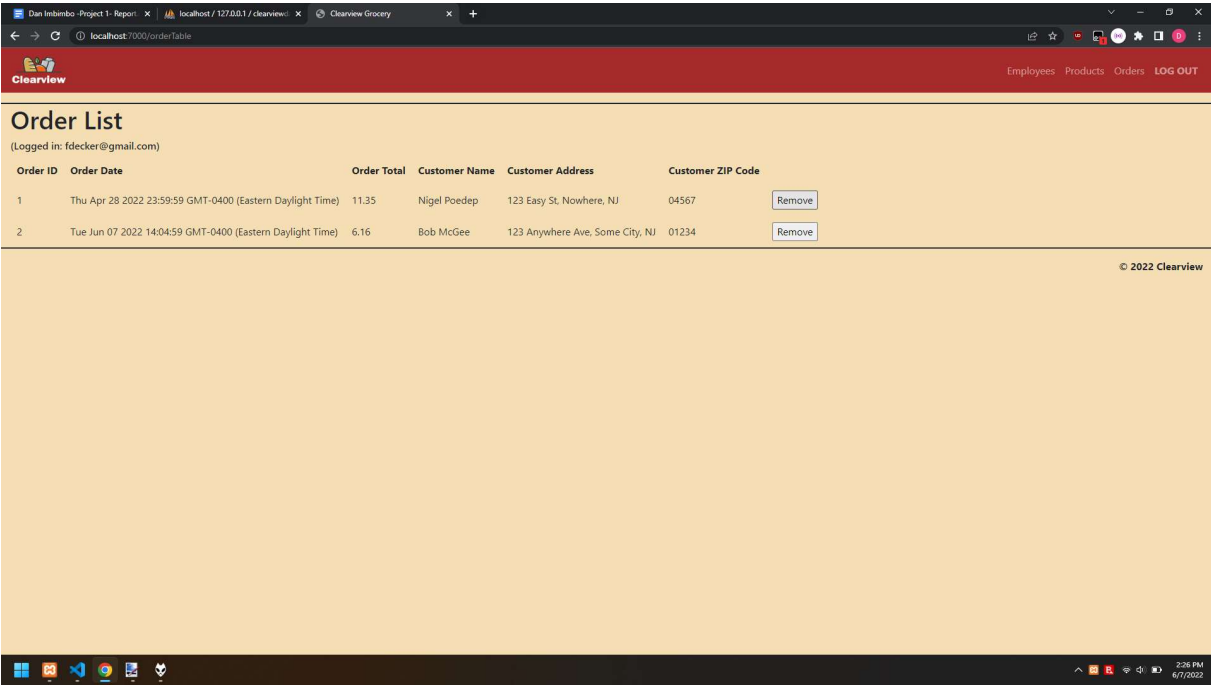 Dan Imbimbo -Project 1- Report
localhost / 127.0.0.1 / clearviewd
Clearview Grocery
localhost:7000/orderTable
Clearview
Employees Products Orders LOG OUT
Order List
(Logged in: fdecker@gmail.com)
Order ID Order Date Order Total Customer Name Customer Address Customer ZIP Code
1 Thu Apr 28 2022 23:59:59 GMT-0400 (Eastern Daylight Time) 11.35 Nigel Poedep 123 Easy St, Nowhere, NJ 04567 Remove
2 Tue Jun 07 2022 14:04:59 GMT-0400 (Eastern Daylight Time) 6.16 Bob McGee 123 Anywhere Ave, Some City, NJ 01234 Remove
© 2022 Clearview
2:26 PM
6/7/2022